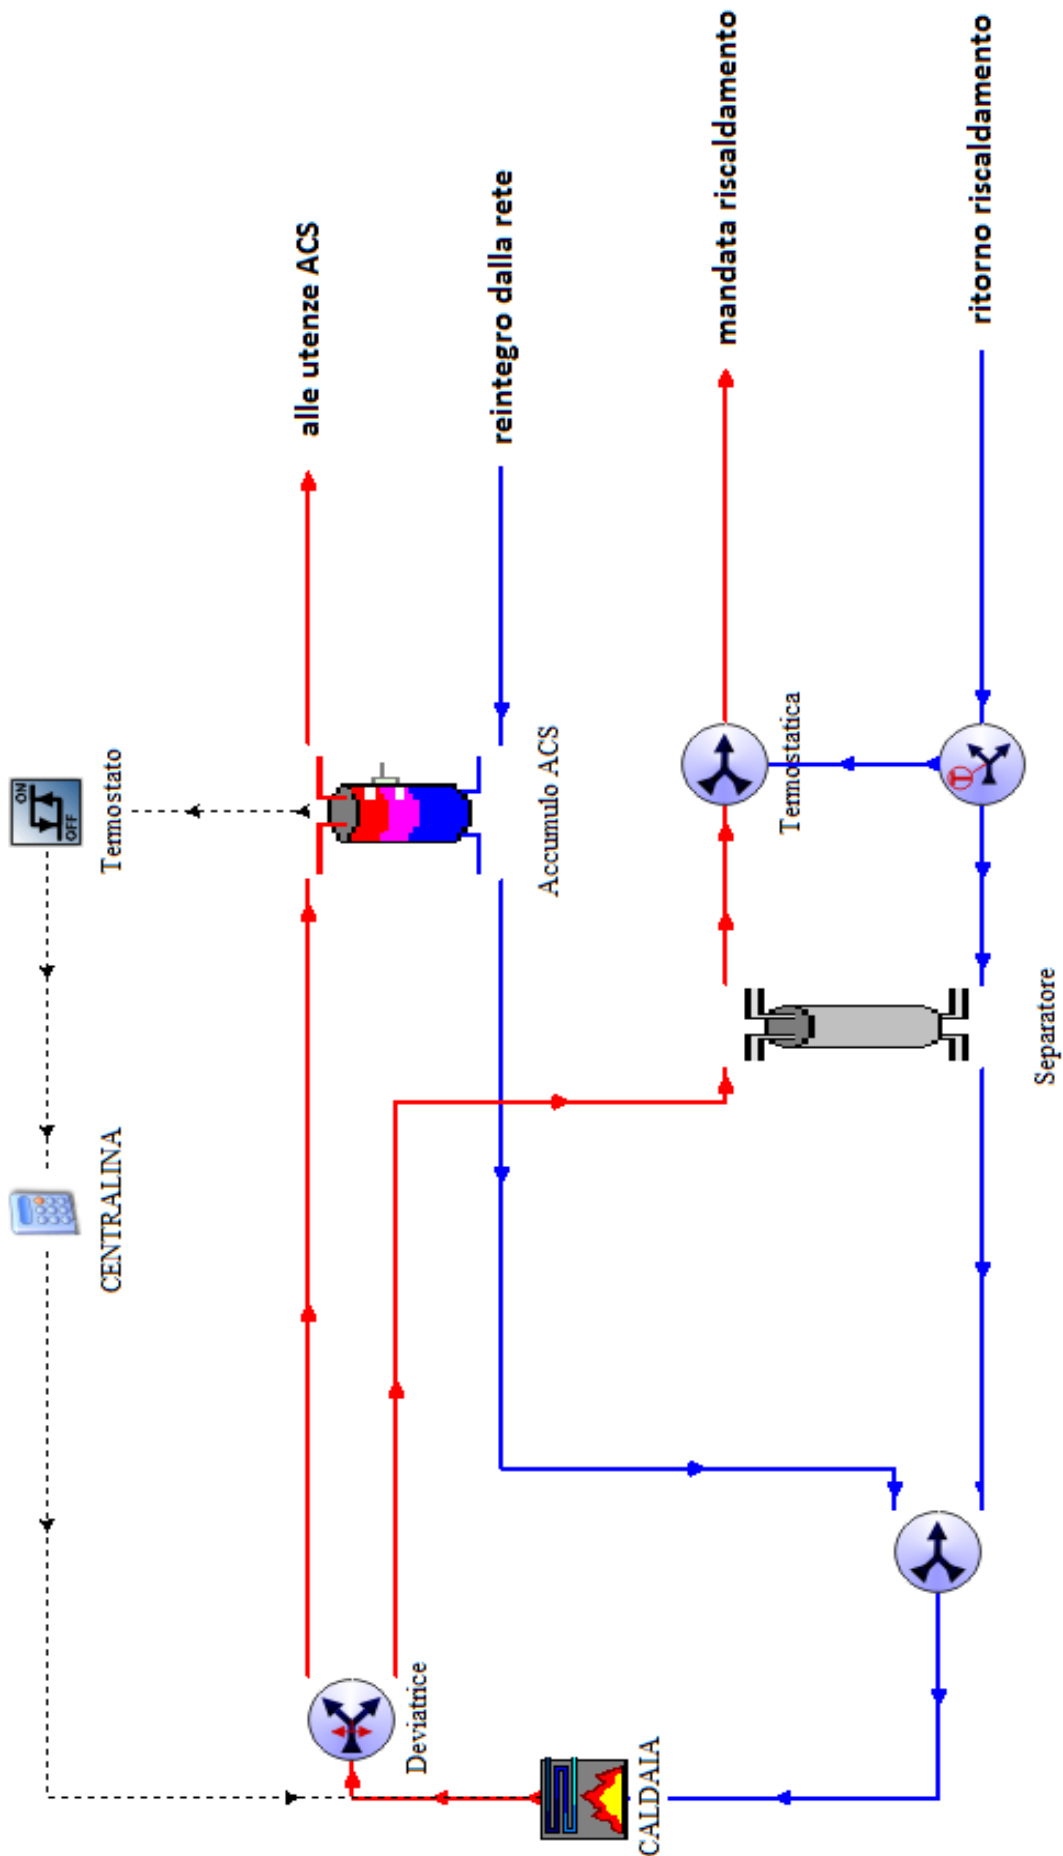 ON
OFF
Termostato
CENTRALINA
alle utenze ACS
reintegro dalla rete
Accumulo ACS
Deviatrice
CALDAIA
mandata riscaldamento
Termostatica
T
ritorno riscaldamento
Separatore